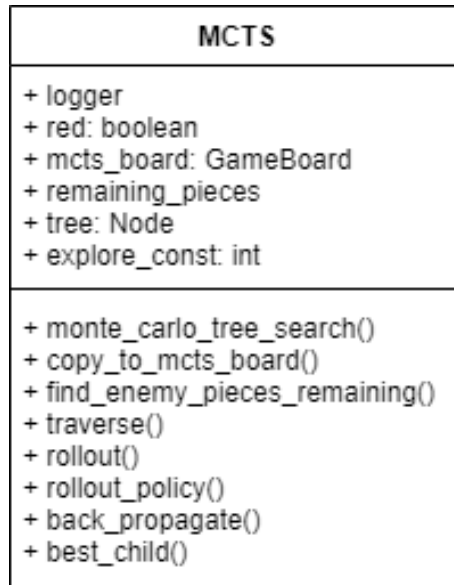 MCTS
+ logger
+ red: boolean
+ mcts_board: GameBoard
+ remaining_pieces
+ tree: Node
+ explore_const: int
+ monte_carlo_tree_search()
+ copy_to_mcts_board()
+ find_enemy_pieces_remaining()
+ traverse()
+ rollout()
+ rollout_policy()
+ back_propagate()
+ best_child()